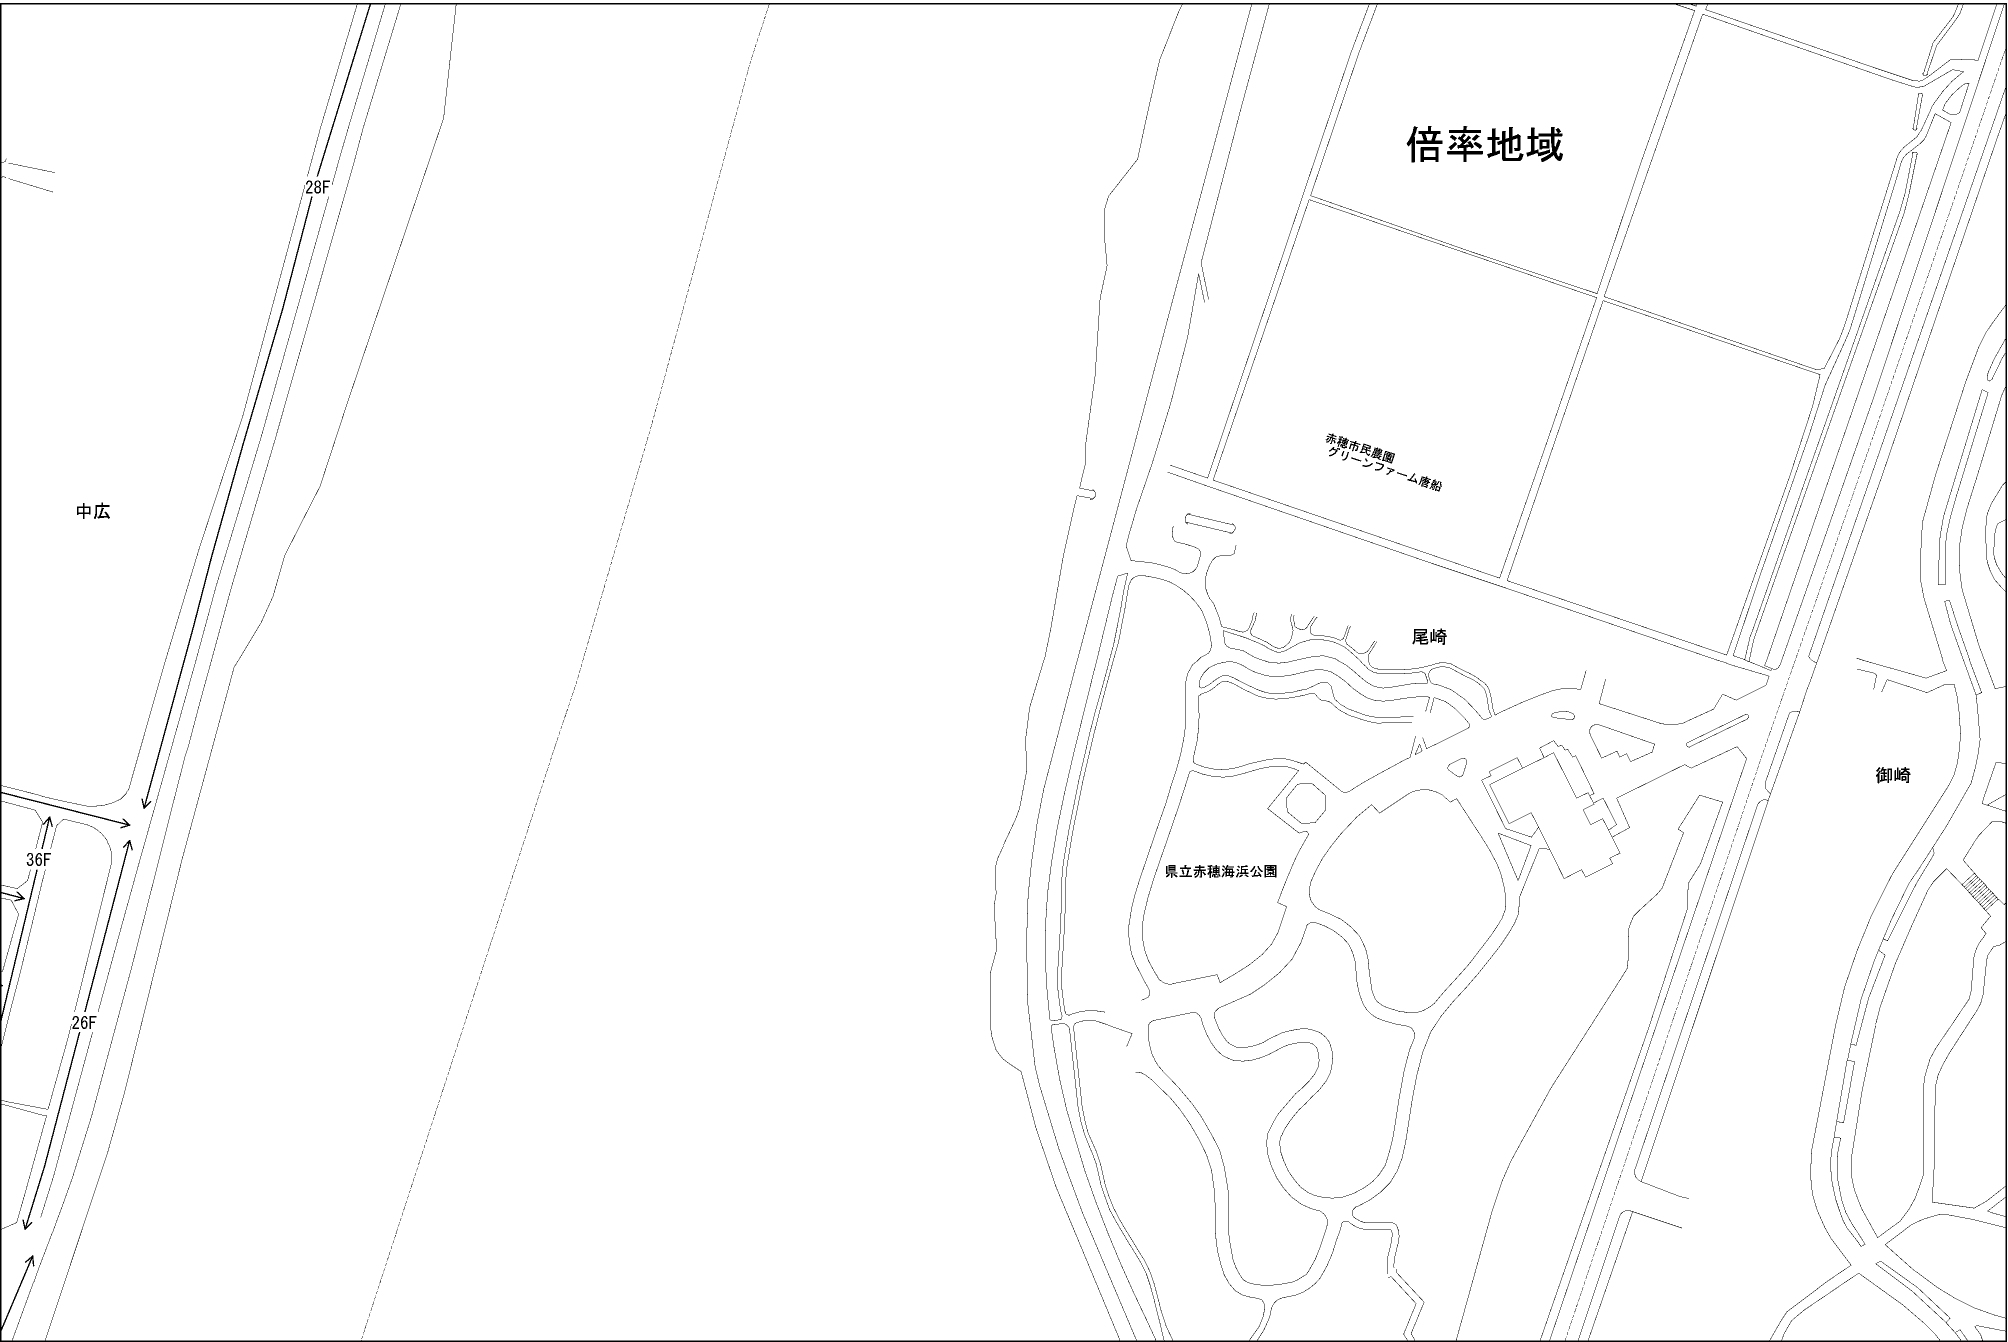 倍率地域
28F
赤穂市民農園
グリーンファーム唐船
中広
尾崎
御崎
36F
県立赤穂海浜公園
26F